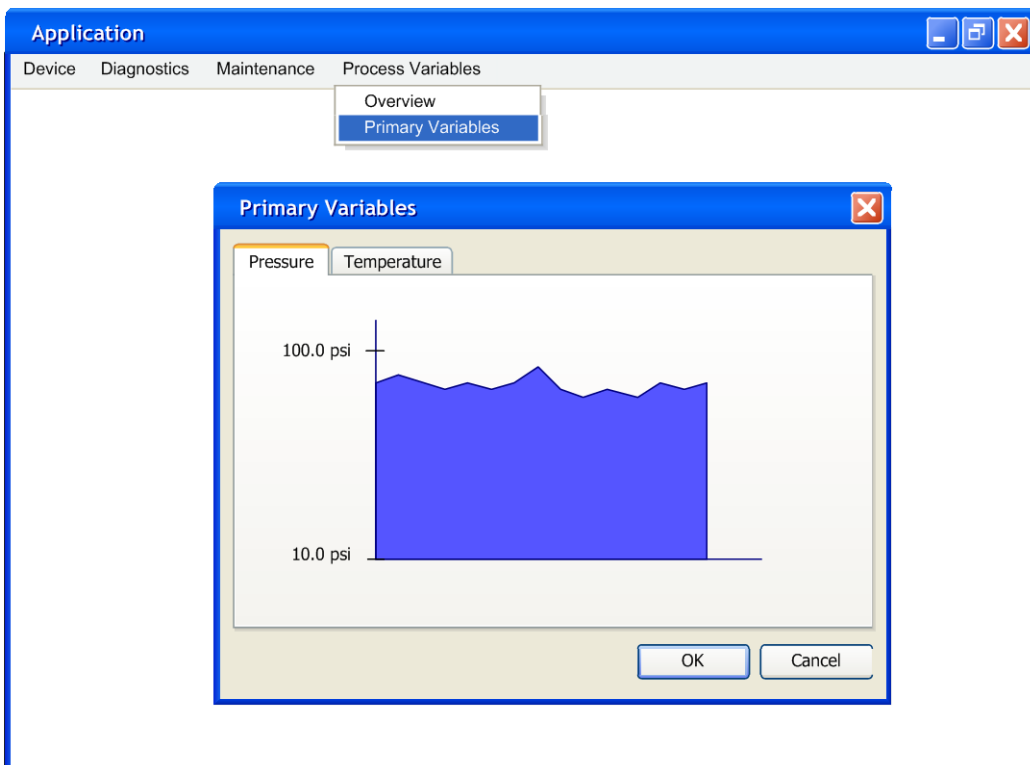 Application
Device Diagnostics Maintenance Process Variables
Overview
Primary Variables
Primary Variables
Pressure Temperature
100.0 psi
10.0 psi
OK Cancel